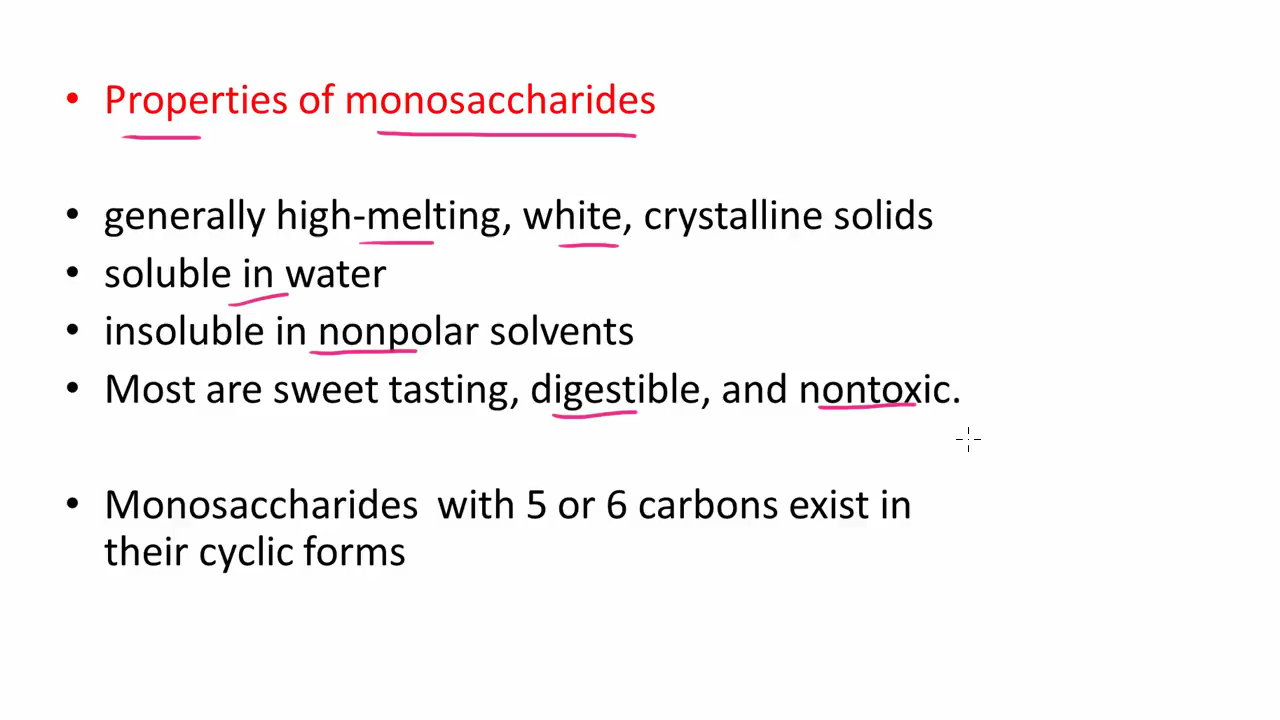 • Properties of monosaccharides
• generally high-melting, white, crystalline solids
• soluble in water
• insoluble in nonpolar solvents
• Most are sweet tasting, digestible, and nontoxic.
• Monosaccharides  with 5 or 6 carbons exist in
their cyclic forms